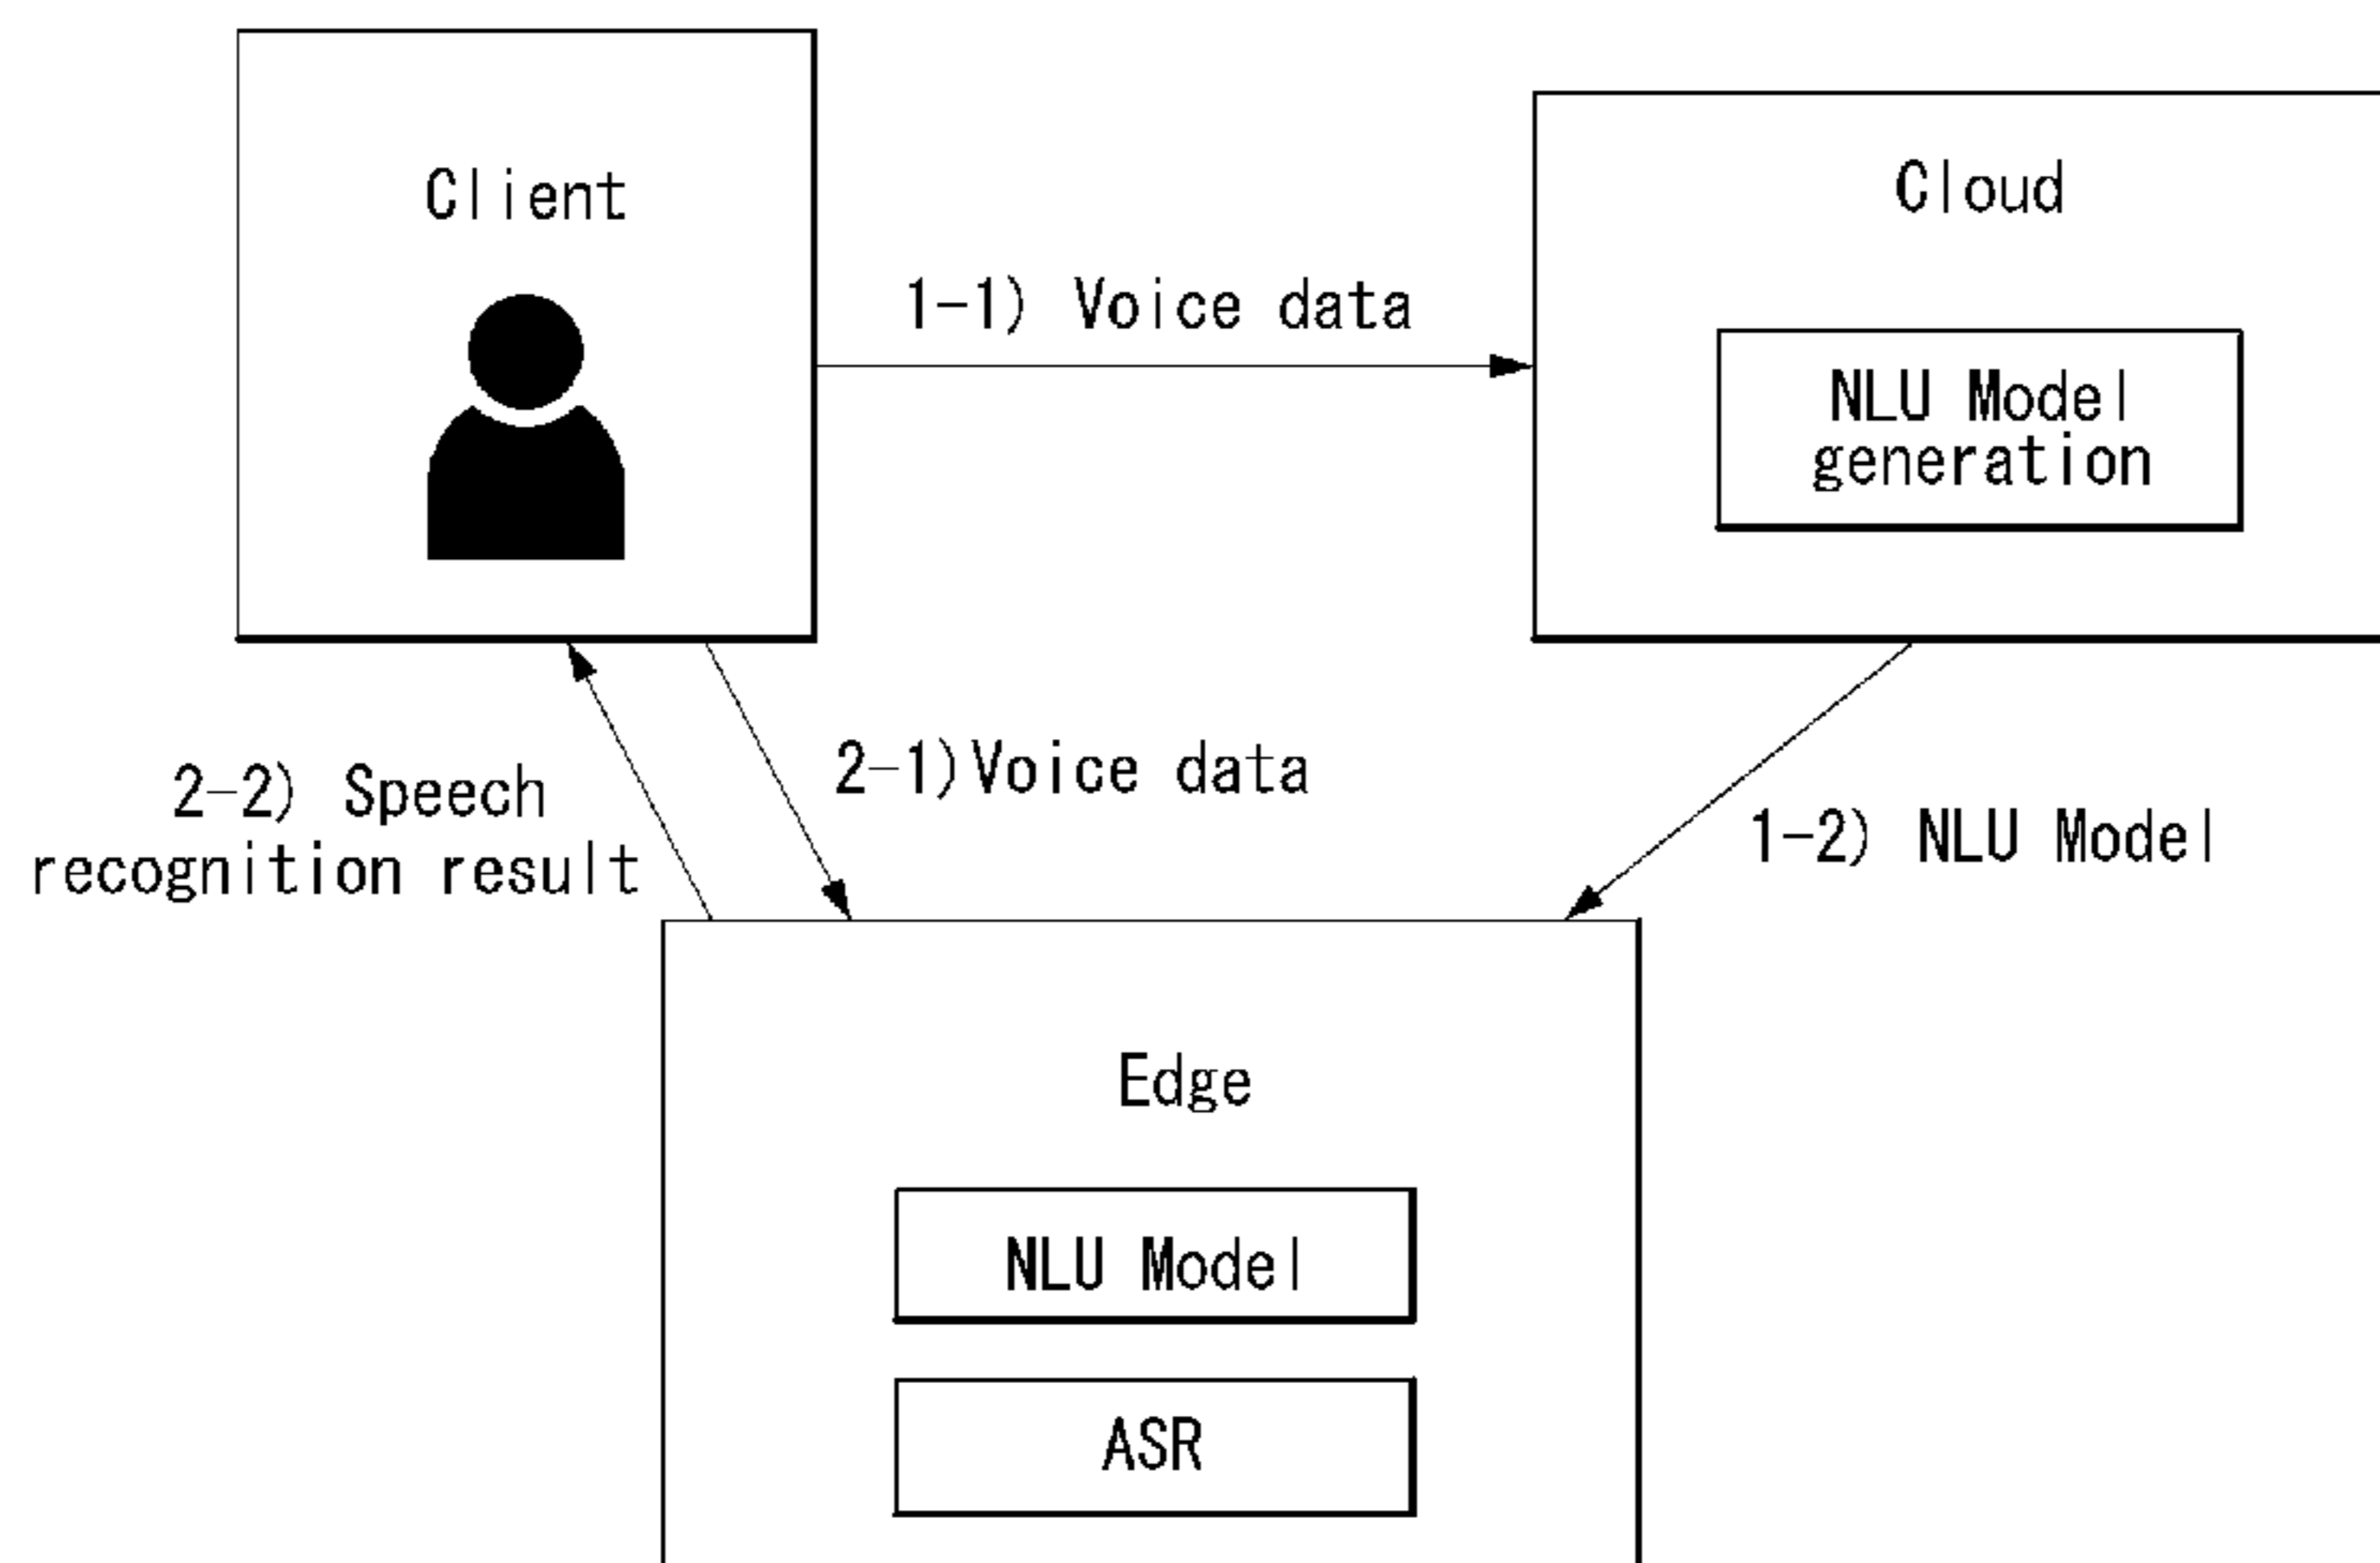 Client
Cloud
1-1) Voice data
NLU Model
generation
2-1)Voice data
2-2) Speech
recognition result
1-2) NLU Model
Edge
NLU Model
ASR